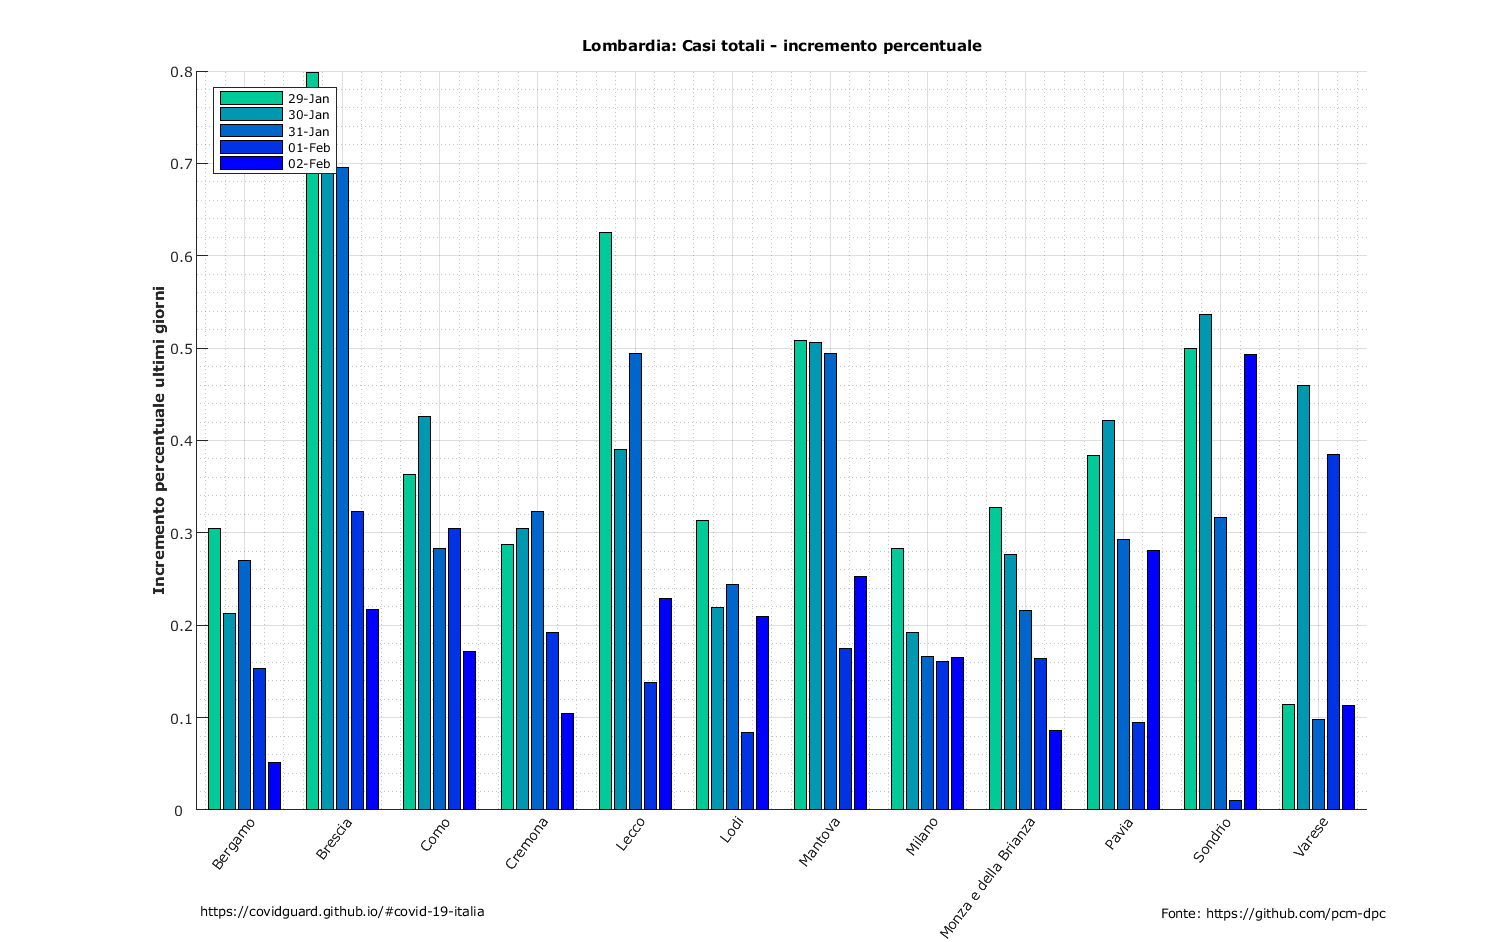 Lombardia: Casi totali - incremento percentuale
Incremento percentuale ultimi giorni
0.8
0.7
0.6
0.5
0.4
0.3
0.2
0.1
0
29-Jan
30-Jan
31-Jan
01-Feb
02-Feb
Bergamo
Brescia
Como
Cremona
Lecco
Lodi
Mantova
Milano
Monza e della Brianza
Pavia
Sondrio
Varese
https://covidguard.github.io/#covid-19-italia
Fonte: https://github.com/pcm-dpc